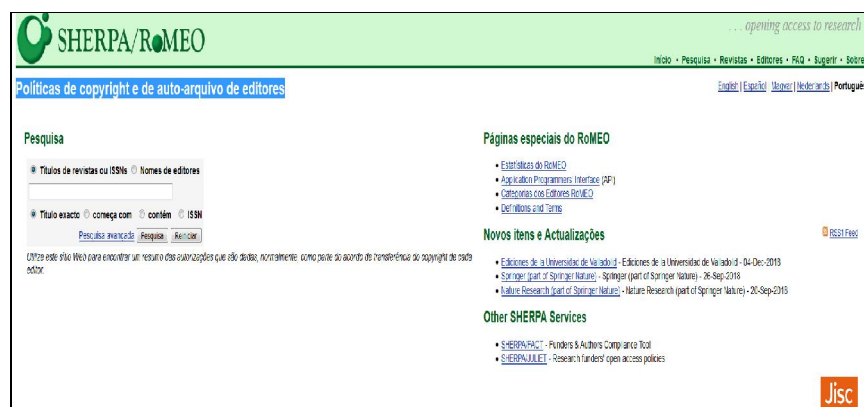 SHERPA/RoMEO
. . . opening access to research
Início • Pesquisa • Revistas • Editores • FAQ • Sugerir • Sobre
Políticas de copyright e de auto-arquivo de editores
English | Español | Magyar | Nederlands | Portuguê
Pesquisa
Títulos de revistas ou ISSNs Nomes de editores
Título exacto começa com contém ISSN
Pesquisa avançada Pesquisa Reiniciar
Utilize este sítio Web para encontrar um resumo das autorizações que são dadas, normalmente, como parte do acordo de transferência do copyright de cada
editor.
Páginas especiais do RoMEO
• Estatísticas do RoMEO
• Application Programmers' Interface (API)
• Categorias dos Editores RoMEO
• Definitions and Terms
Novos itens e Actualizações
RSS1 Feed
• Ediciones de la Universidad de Valladolid - Ediciones de la Universidad de Valladolid - 04-Dec-2018
• Springer (part of Springer Nature) - Springer (part of Springer Nature) - 26-Sep-2018
• Nature Research (part of Springer Nature) - Nature Research (part of Springer Nature) - 20-Sep-2018
Other SHERPA Services
• SHERPA/FACT - Funders & Authors Compliance Tool
• SHERPA/JULIET - Research funders' open access policies
Jisc